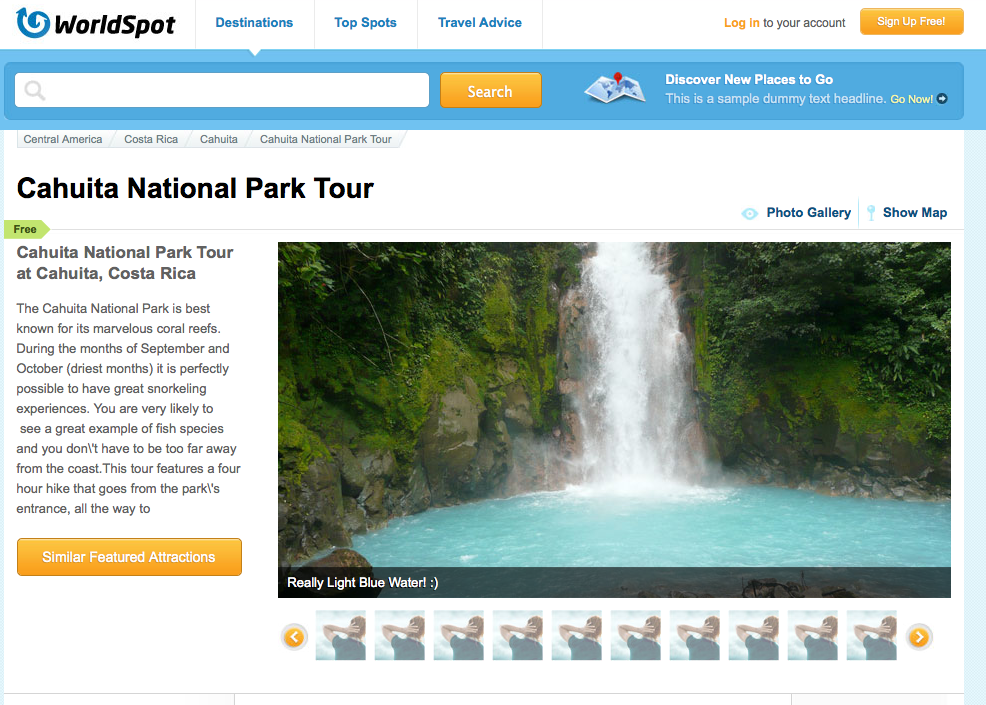 WorldSpot
Destinations
Top Spots
Travel Advice
Log in to your account
Sign Up Free!
Search
Discover New Places to Go
This is a sample dummy text headline. Go Now!
Central America
Costa Rica
Cahuita
Cahuita National Park Tour
Cahuita National Park Tour
Photo Gallery
Show Map
Free
Cahuita National Park Tour
at Cahuita, Costa Rica
The Cahuita National Park is best
known for its marvelous coral reefs.
During the months of September and
October (driest months) it is perfectly
possible to have great snorkeling
experiences. You are very likely to
see a great example of fish species
and you don\'t have to be too far away
from the coast.This tour features a four
hour hike that goes from the park\'s
entrance, all the way to
Similar Featured Attractions
Really Light Blue Water! :)